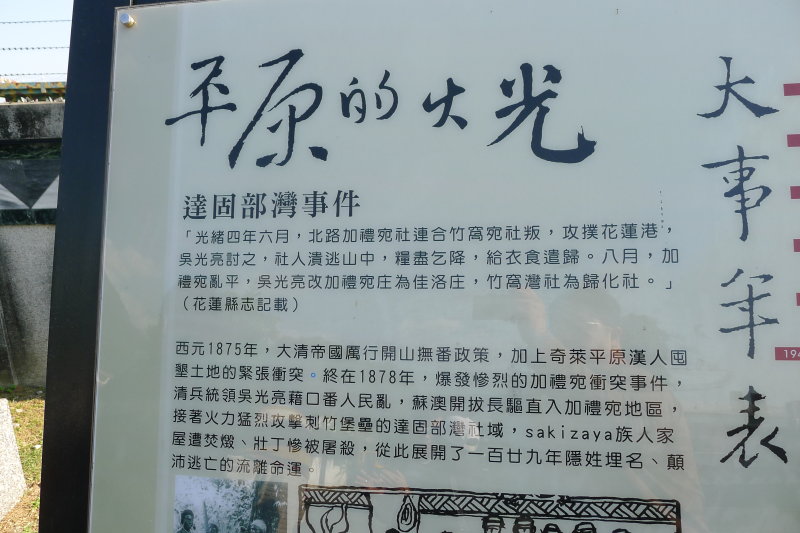 平原的火光
達固部灣事件
「光緒四年六月，北路加禮宛社連合竹窩宛社叛，攻撲花蓮港，
吳光亮討之，社人潰逃山中，糧盡乞降，給衣食遣歸。八月，加
禮宛亂平，吳光亮改加禮宛庄為佳洛庄，竹窩灣社為歸化社。」
（花蓮縣志記載）
西元1875年，大清帝國厲行開山撫番政策，加上奇萊平原漢人囤
墾土地的緊張衝突。終在1878年，爆發慘烈的加禮宛衝突事件，
清兵統領吳光亮藉口番人民亂，蘇澳開拔長驅直入加禮宛地區，
接著火力猛烈攻擊刺竹堡壘的達固部灣社域，sakizaya族人家
屋遭焚燬、壯丁慘被屠殺，從此展開了一百廿九年隱姓埋名、顛
沛逃亡的流離命運。
大事年表
194